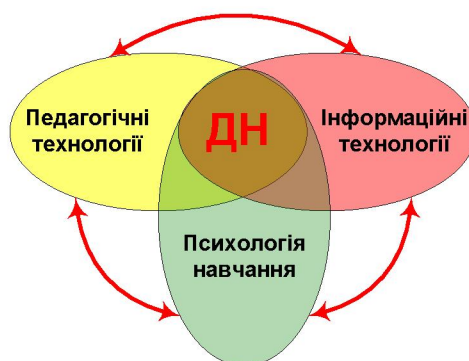 Педагогічні
технології
ДН
Інформаційні
технології
Психологія
навчання